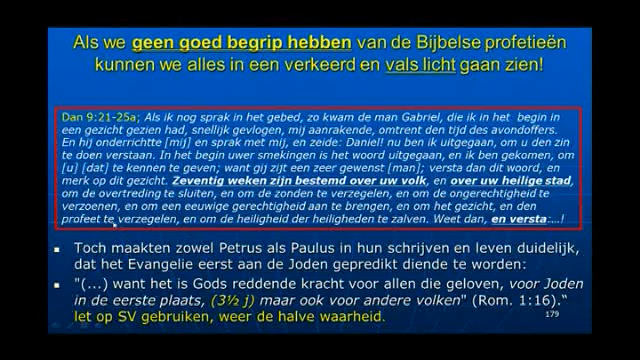 Als we geen goed begrip hebben van de Bijbelse profetieën
kunnen we alles in een verkeerd en vals licht gaan zien!
Dan 9:21-25a; Als ik nog sprak in het gebed, zo kwam de man Gabriel, die ik in het begin in
een gezicht gezien had, snellijk gevlogen, mij aanrakende, omtrent den tijd des avondoffers.
En hij onderrichtte [mij] en sprak met mij, en zeide: Daniel! nu ben ik uitgegaan, om u den zin
te doen verstaan. In het begin uwer smekingen is het woord uitgegaan, en ik ben gekomen, om
[u] [dat] te kennen te geven; want gij zijt een zeer gewenst [man]; versta dan dit woord, en
merk op dit gezicht. Zeventig weken zijn bestemd over uw volk, en over uw heilige stad,
om de overtreding te sluiten, en om de zonden te verzegelen, en om de ongerechtigheid te
verzoenen, en om een eeuwige gerechtigheid aan te brengen, en om het gezicht, en den
profeet te verzegelen, en om de heiligheid der heiligheden te zalven. Weet dan, en versta:...!
▪ Toch maakten zowel Petrus als Paulus in hun schrijven en leven duidelijk,
dat het Evangelie eerst aan de Joden gepredikt diende te worden:
▪ "(...) want het is Gods reddende kracht voor allen die geloven, voor Joden
in de eerste plaats, (3½ j) maar ook voor andere volken" (Rom. 1:16)."
let op SV gebruiken, weer de halve waarheid.
179